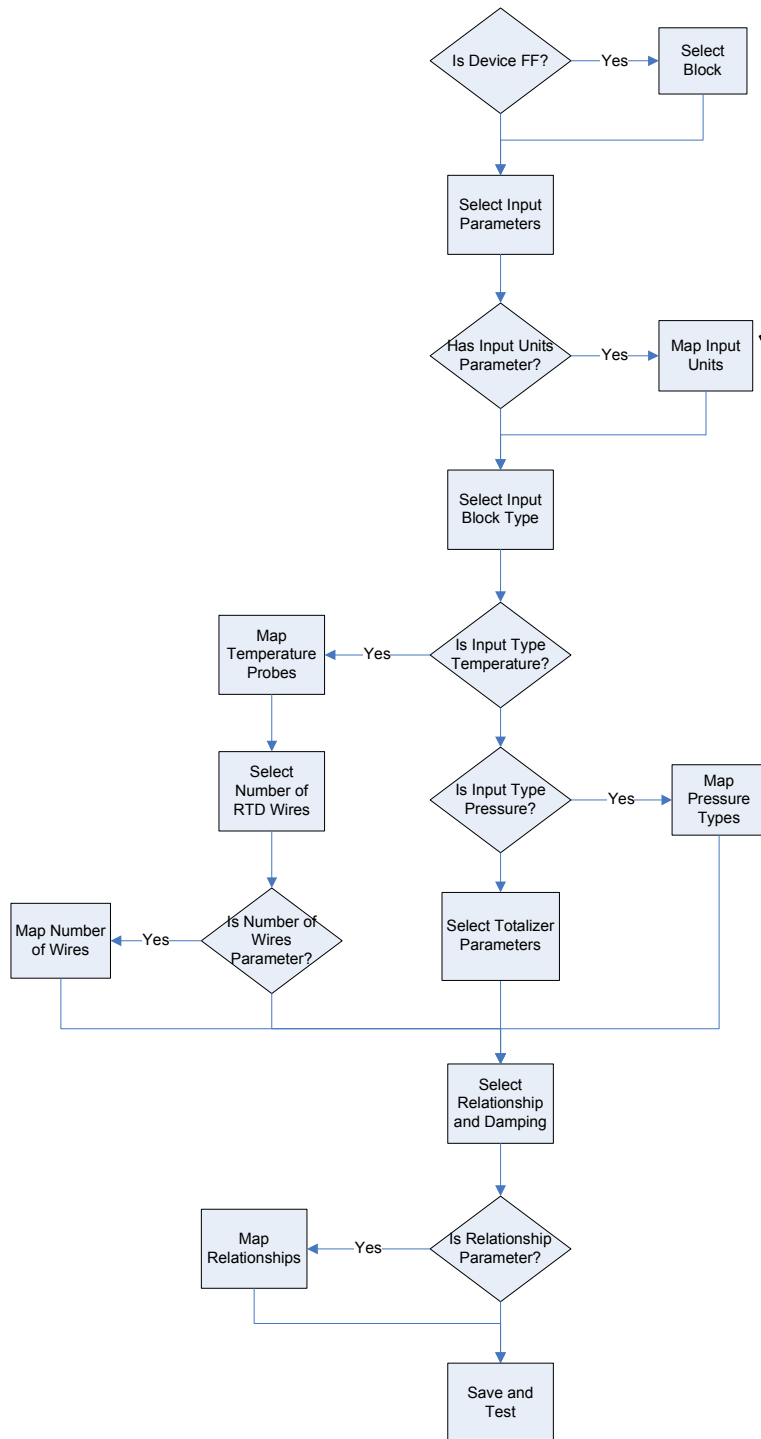 Is Device FF?
Yes
Select
Block
Select Input
Parameters
Has Input Units
Parameter?
Yes
Map Input
Units
Select Input
Block Type
Map
Temperature
Probes
Yes
Is Input Type
Temperature?
Select
Number of
RTD Wires
Is Input Type
Pressure?
Yes
Map
Pressure
Types
Map Number
of Wires
Yes
Is Number of
Wires
Parameter?
Select Totalizer
Parameters
Select
Relationship
and Damping
Map
Relationships
Yes
Is Relationship
Parameter?
Save and
Test